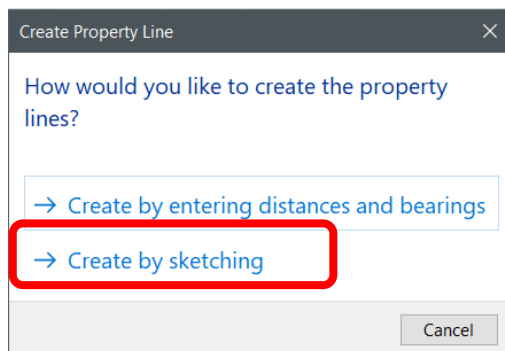 Create Property Line
How would you like to create the property
lines?
→ Create by entering distances and bearings
→ Create by sketching
Cancel